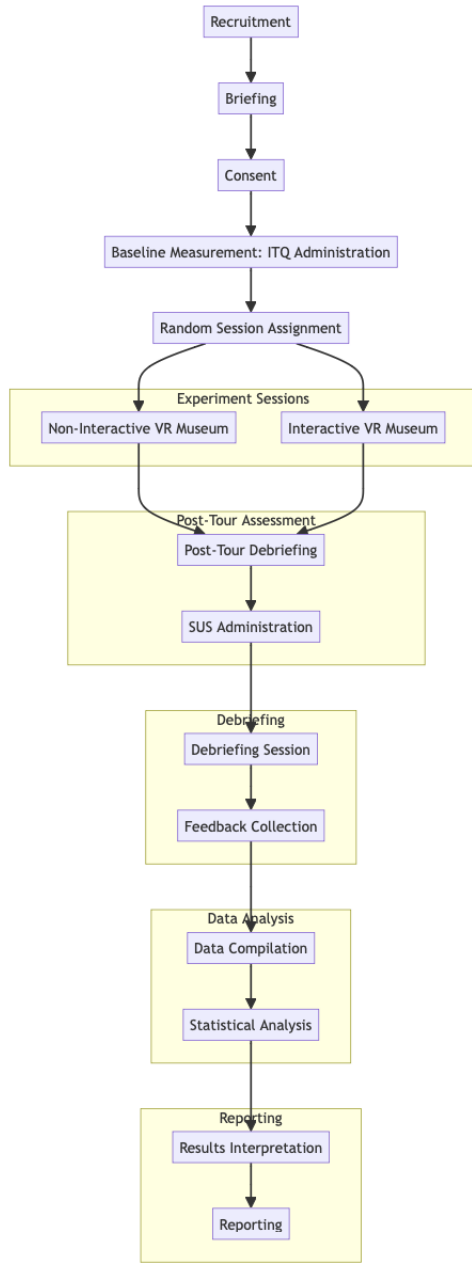 Recruitment
Briefing
Consent
Baseline Measurement: ITQ Administration
Random Session Assignment
Experiment Sessions
Non-Interactive VR Museum
Interactive VR Museum
Post-Tour Assessment
Post-Tour Debriefing
SUS Administration
Debriefing
Debriefing Session
Feedback Collection
Data Analysis
Data Compilation
Statistical Analysis
Reporting
Results Interpretation
Reporting